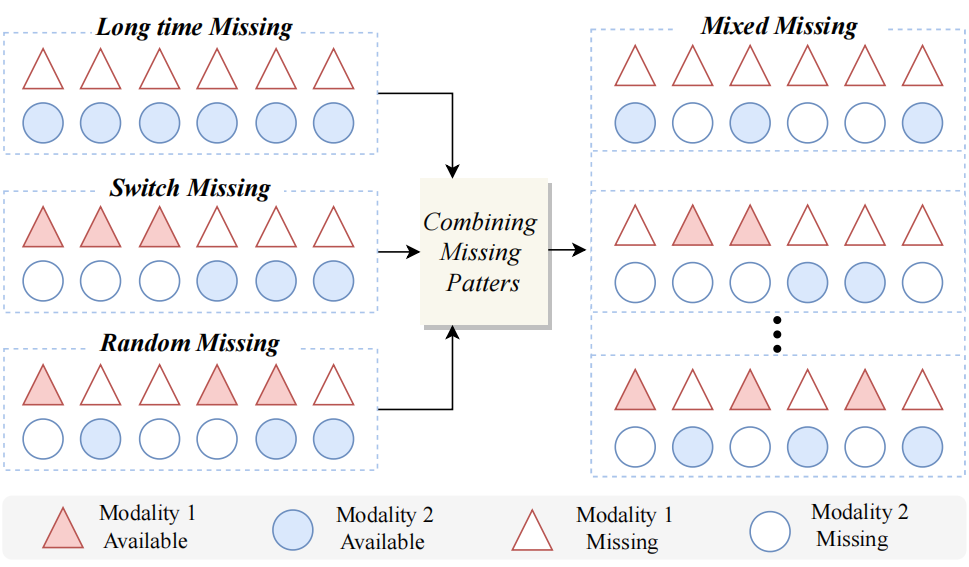 Long time Missing
Mixed Missing
Switch Missing
Combining
Missing
Patters
Random Missing
Modality 1
Available
Modality 2
Available
Modality 1
Missing
Modality 2
Missing